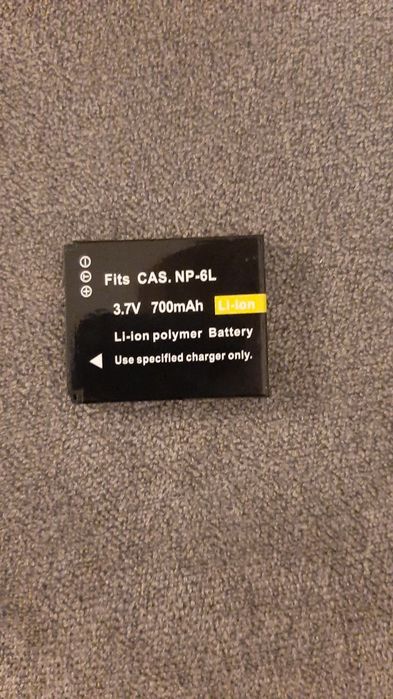 Fits CAS. NP-6L
3.7V 700mAh Li-ion
Li-ion polymer Battery
Use specified charger only.